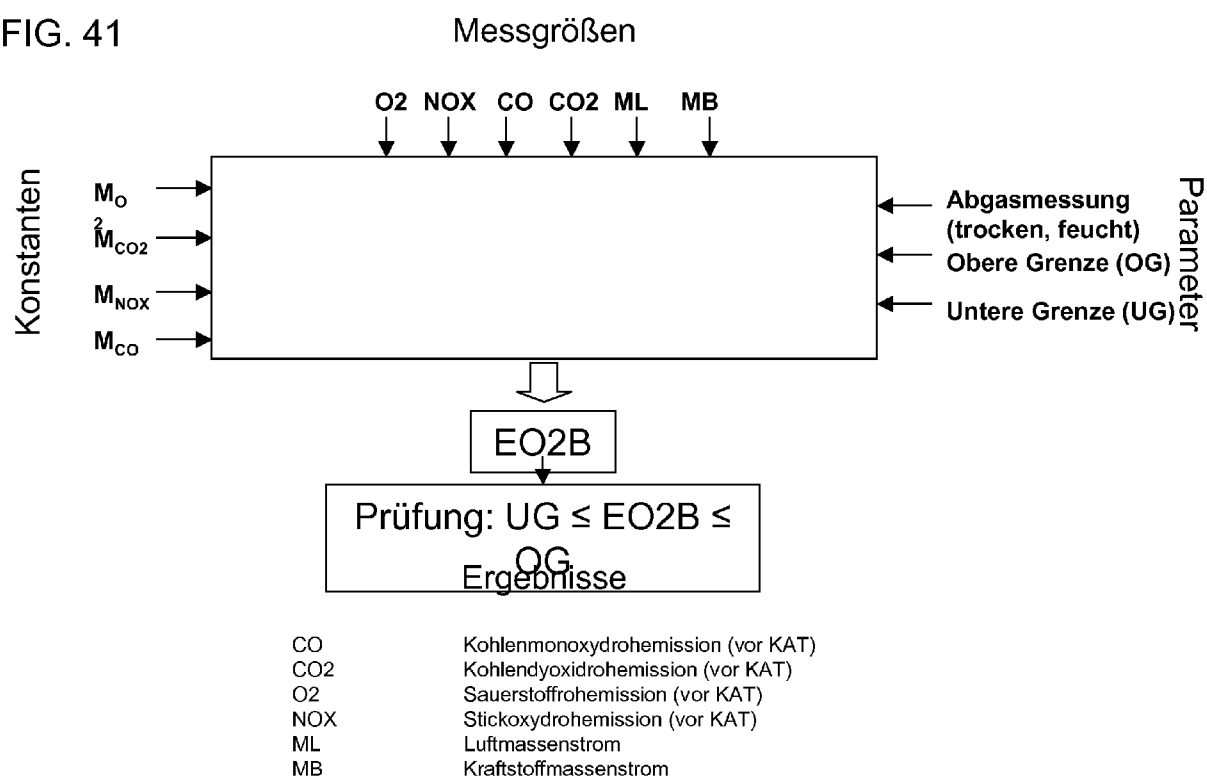 FIG. 41
Messgrößen
O2 NOX CO CO2 ML MB
Konstanten
MO2
MCO2
MNOX
MCO
Abgasmessung
(trocken, feucht)
Obere Grenze (OG)
Untere Grenze (UG)
Parameter
EO2B
Prüfung: UG ≤ EO2B ≤
OG
Ergebnisse
CO Kohlenmonoxydrohemission (vor KAT)
CO2 Kohlendyoxidrohemission (vor KAT)
O2 Sauerstoffrohemission (vor KAT)
NOX Stickoxydrohemission (vor KAT)
ML Luftmassenstrom
MB Kraftstoffmassenstrom